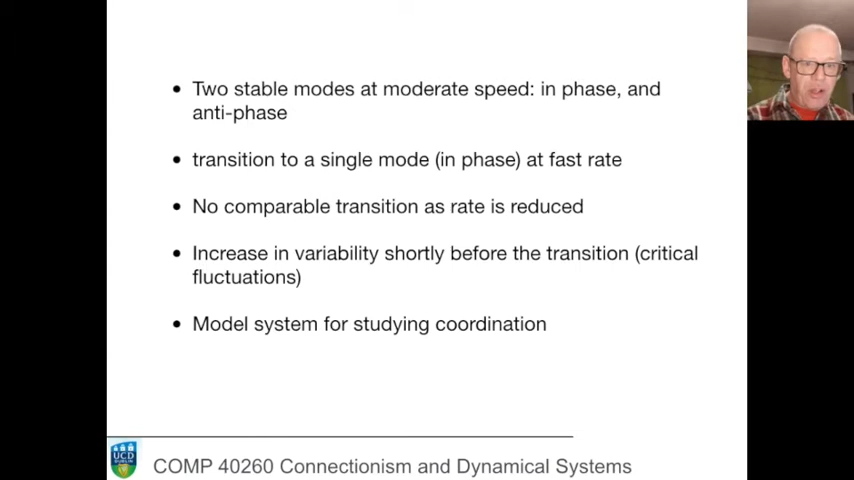 • Two stable modes at moderate speed: in phase, and
anti-phase
• transition to a single mode (in phase) at fast rate
• No comparable transition as rate is reduced
• Increase in variability shortly before the transition (critical
fluctuations)
• Model system for studying coordination
UCD
DUBLIN
COMP 40260 Connectionism and Dynamical Systems